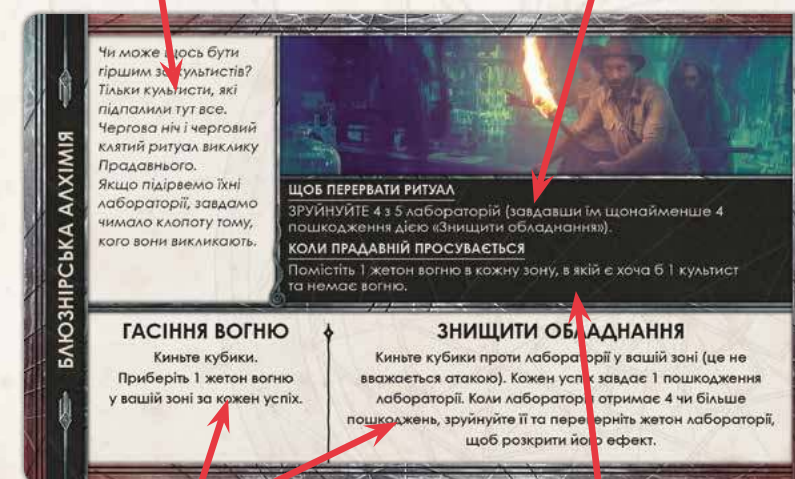 БЛЮЗНІРСЬКА АЛХІМІЯ
Чи може щось бути
гіршим за культистів?
Тільки культисти, які
підпалили тут все.
Чергова ніч і черговий
клятий ритуал виклику
Прадавнього.
Якщо підірвемо їхні
лабораторії, завдамо
чимало клопоту тому,
кого вони викликають.
ЩОБ ПЕРЕРВАТИ РИТУАЛ
ЗРУЙНУЙТЕ 4 з 5 лабораторій (завдавши їм щонайменше 4
пошкодження дією «Знищити обладнання»).
КОЛИ ПРАДАВНІЙ ПРОСУВАЄТЬСЯ
Помістіть 1 жетон вогню в кожну зону, в якій є хоча б 1 культист
та немає вогню.
ГАСІННЯ ВОГНЮ
Киньте кубики.
Приберіть 1 жетон вогню
у вашій зоні за кожен успіх.
ЗНИЩИТИ ОБЛАДНАННЯ
Киньте кубики проти лабораторії у вашій зоні (це не
вважається атакою). Кожен успіх завдає 1 пошкодження
лабораторії. Коли лабораторія отримає 4 чи більше
пошкоджень, зруйнуйте її та переверніть жетон лабораторії,
щоб розкрити його ефект.